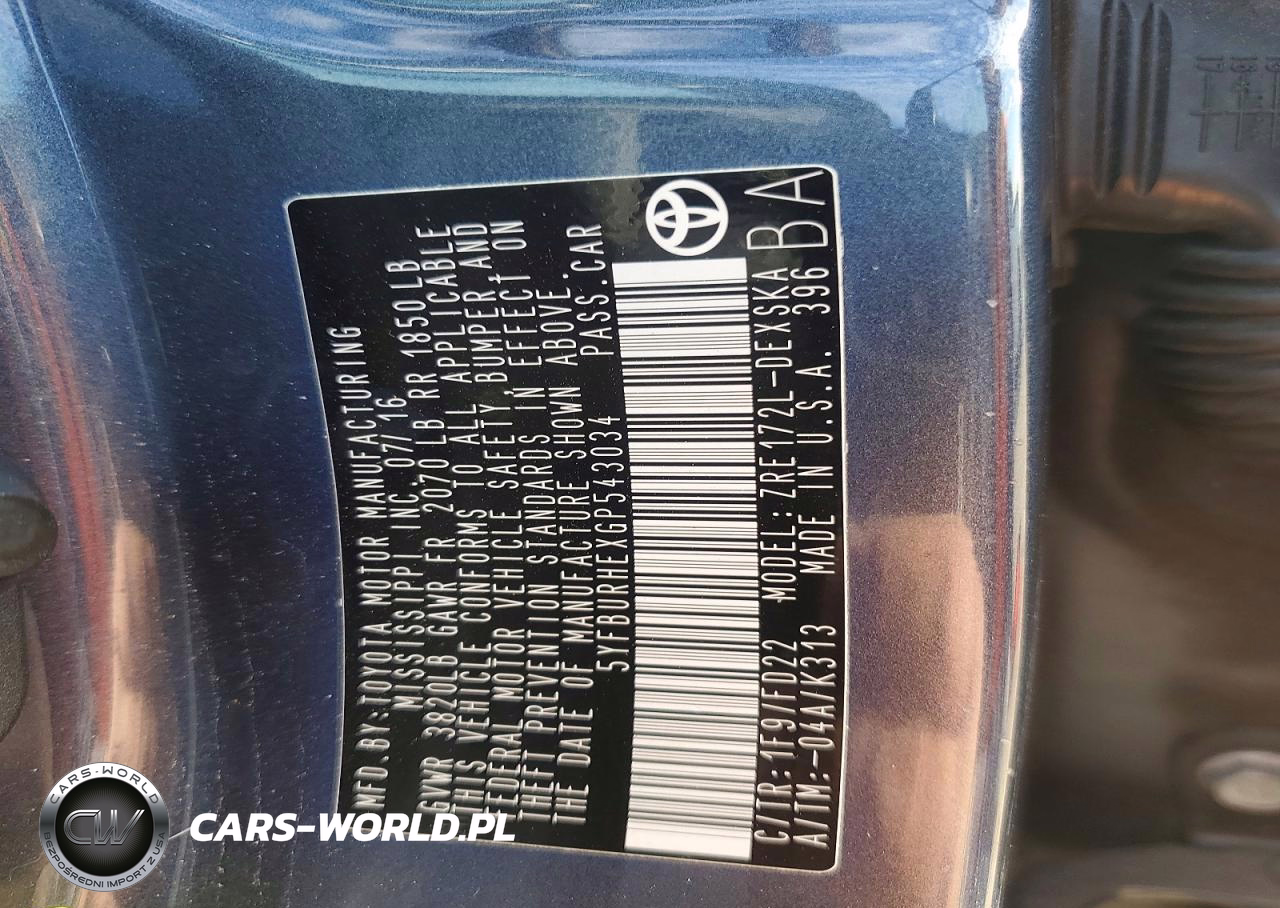 MFD.BY:TOYOTA MOTOR MANUFACTURING
MISSISSIPPI INC. 07/16
GVWR 3820LB GAWR FR 2070 LB RR 1850 LB
THIS VEHICLE CONFORMS TO ALL APPLICABLE
FEDERAL MOTOR VEHICLE SAFETY,BUMPER,AND
THEFT PREVENTION STANDARDS IN EFFECT ON
THE DATE OF MANUFACTURE SHOWN ABOVE.
5YFBURHEXGP543034 PASS.CAR
C/TR:1F9/FD22 MODEL:ZRE172L-DEXSKA
A/TM:-04A/K313 MADE IN U.S.A. 396
BA
CARS-WORLD
CW
BEZPOŚREDNI IMPORT Z USA
CARS-WORLD.PL